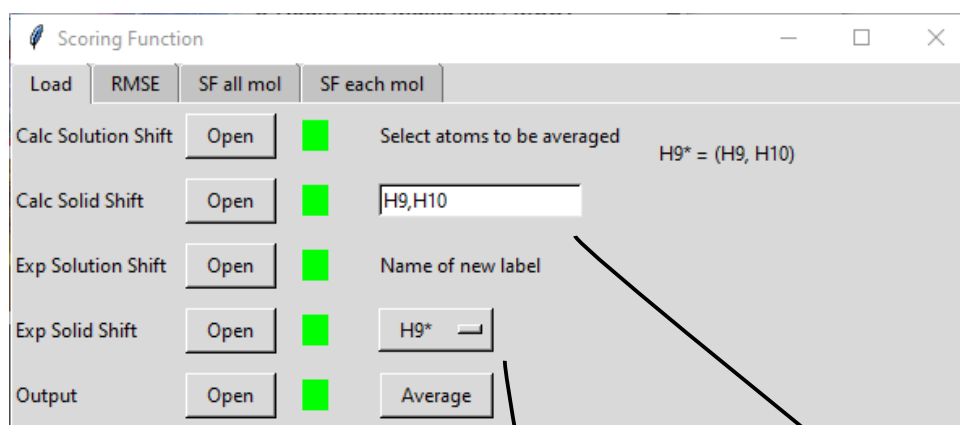 Scoring Function
Load RMSE SF all mol SF each mol
Calc Solution Shift Open Select atoms to be averaged
H9* = (H9, H10)
Calc Solid Shift Open H9,H10
Exp Solution Shift Open Name of new label
Exp Solid Shift Open H9*
Output Open Average